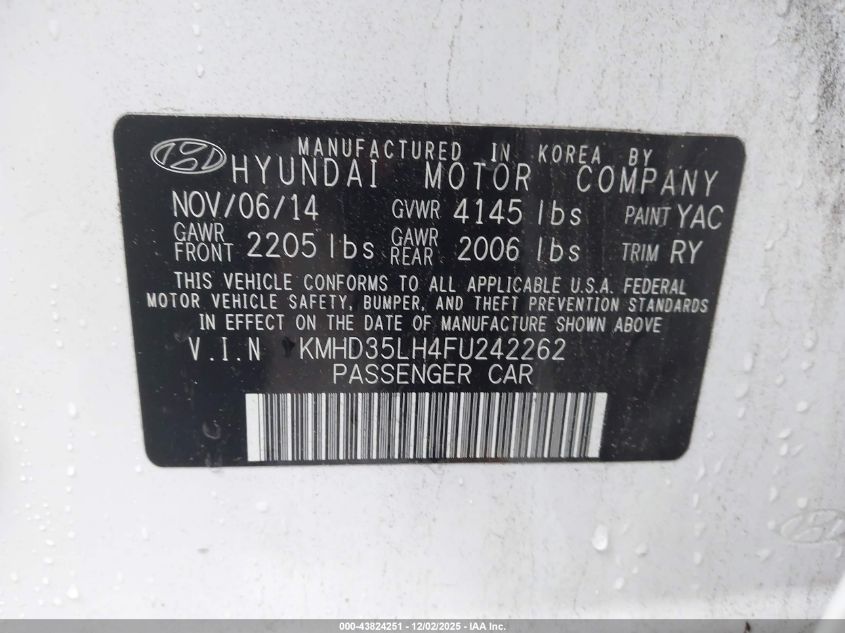 MANUFACTURED IN KOREA BY
HYUNDAI MOTOR COMPANY
NOV/06/14 GVWR 4145 lbs PAINT YAC
GAWR FRONT 2205 lbs GAWR REAR 2006 lbs TRIM RY
THIS VEHICLE CONFORMS TO ALL APPLICABLE U.S.A. FEDERAL
MOTOR VEHICLE SAFETY, BUMPER, AND THEFT PREVENTION STANDARDS
IN EFFECT ON THE DATE OF MANUFACTURE SHOWN ABOVE
V.I.N KMHD35LH4FU242262
PASSENGER CAR
C
000-43824251 - 12/02/2025 - IAA Inc.